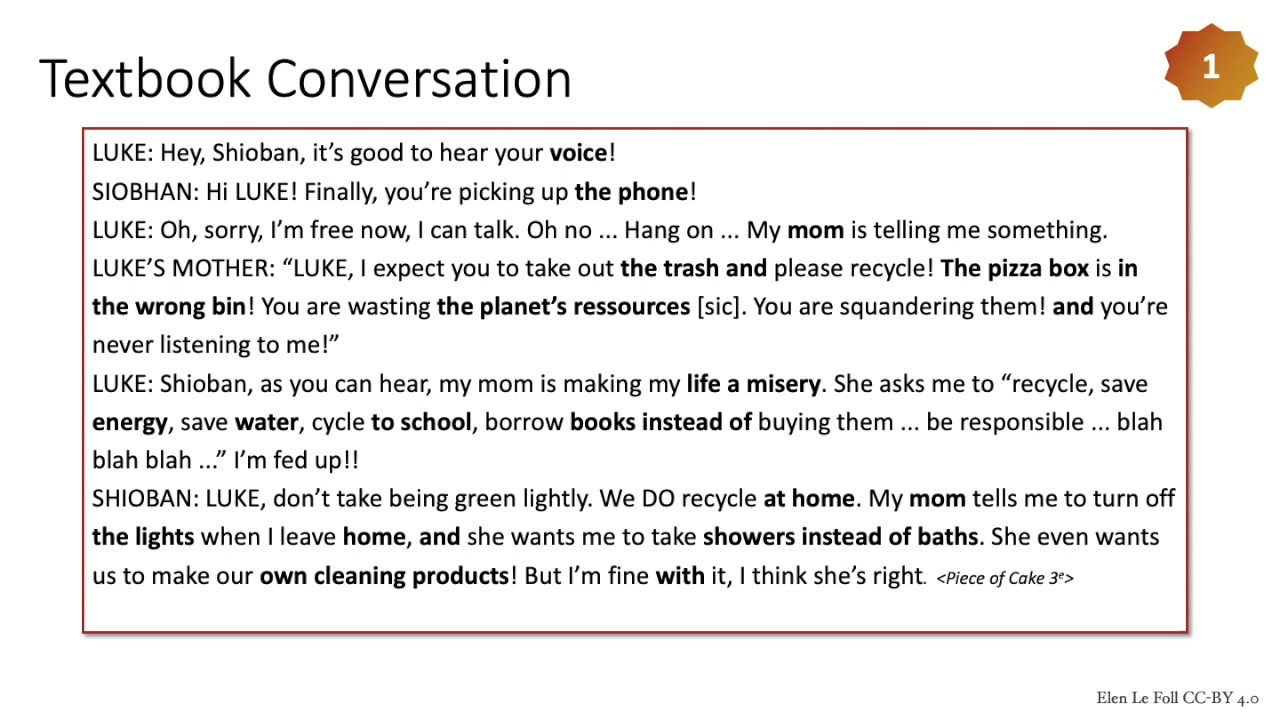 Textbook Conversation
1
LUKE: Hey, Shioban, it’s good to hear your voice!
SIOBHAN: Hi LUKE! Finally, you’re picking up the phone!
LUKE: Oh, sorry, I’m free now, I can talk. Oh no ... Hang on ... My mom is telling me something.
LUKE’S MOTHER: “LUKE, I expect you to take out the trash and please recycle! The pizza box is in
the wrong bin! You are wasting the planet’s ressources [sic]. You are squandering them! and you’re
never listening to me!”
LUKE: Shioban, as you can hear, my mom is making my life a misery. She asks me to “recycle, save
energy, save water, cycle to school, borrow books instead of buying them ... be responsible ... blah
blah blah ...” I’m fed up!!
SHIOBAN: LUKE, don’t take being green lightly. We DO recycle at home. My mom tells me to turn off
the lights when I leave home, and she wants me to take showers instead of baths. She even wants
us to make our own cleaning products! But I’m fine with it, I think she’s right. <Piece of Cake 3ᵉ>
Elen Le Foll CC-BY 4.0